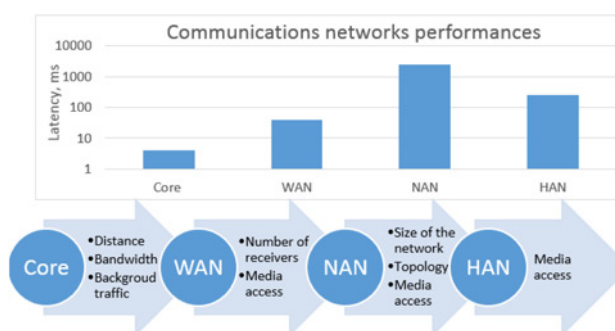 Communications networks performances
10000
1000
100
10
1
Latency, ms
Core
WAN
NAN
HAN
Core
•Distance
•Bandwidth
•Backgroud
traffic
WAN
•Number of
receivers
•Media
access
NAN
•Size of the
network
•Topology
•Media
access
HAN
Media
access